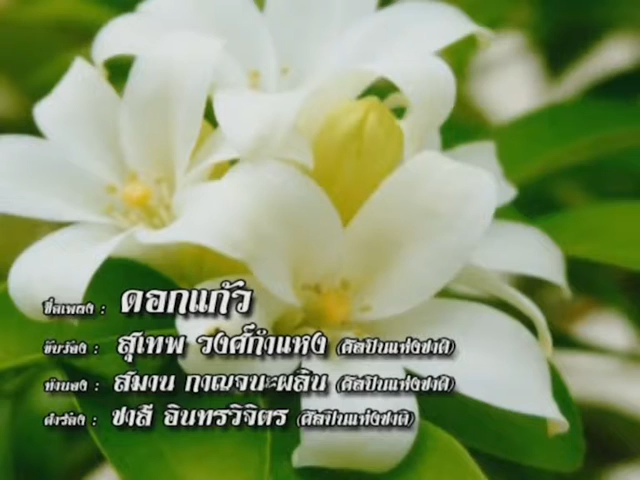 ชื่อเพลง : ดอกแก้ว
ขับร้อง : สุเทพ วงศ์กำแหง (ศิลปินแห่งชาติ)
ทำนอง : สมาน กาญจนะผลิน (ศิลปินแห่งชาติ)
คำร้อง : ชาลี อินทรวิจิตร (ศิลปินแห่งชาติ)